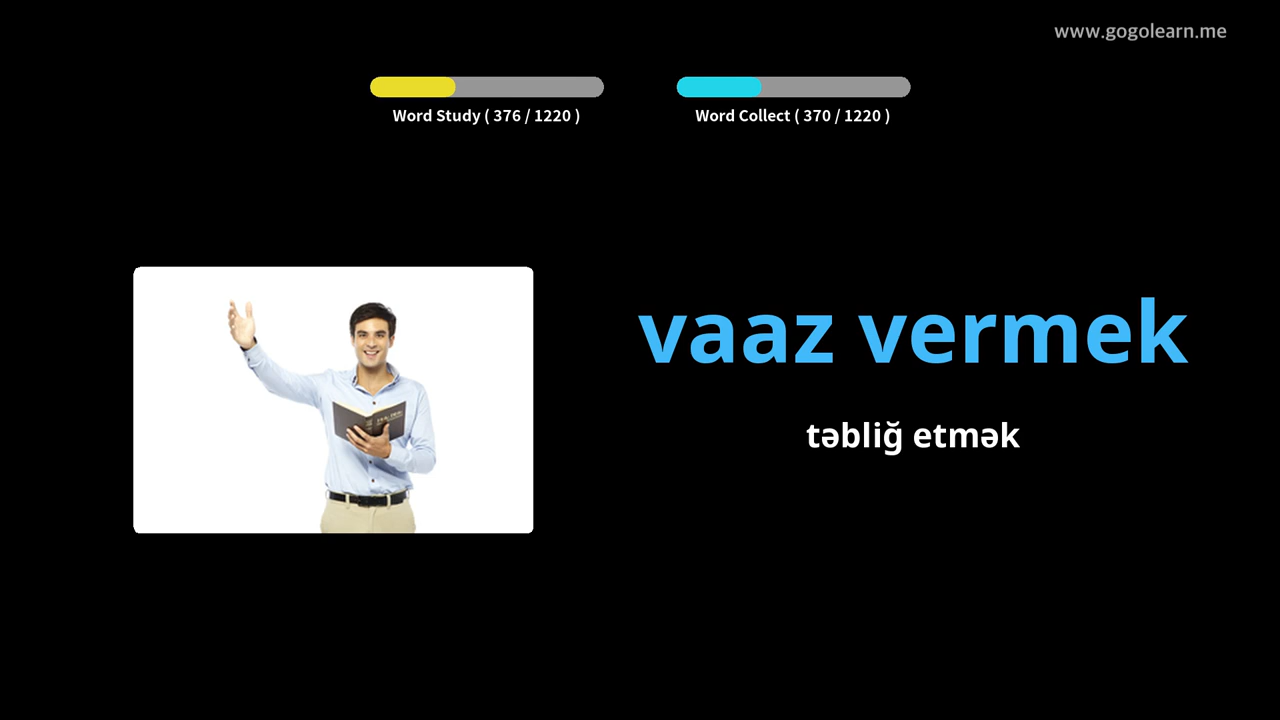 www.gogolearn.me
Word Study ( 376 / 1220 )
Word Collect ( 370 / 1220 )
vaaz vermek
təbliğ etmək